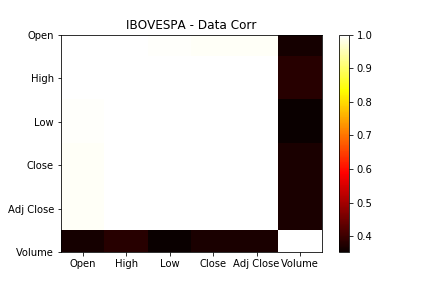 IBOVESPA - Data Corr
Open
High
Low
Close
Adj Close
Volume
Open High Low Close Adj Close Volume
1.0
0.9
0.8
0.7
0.6
0.5
0.4